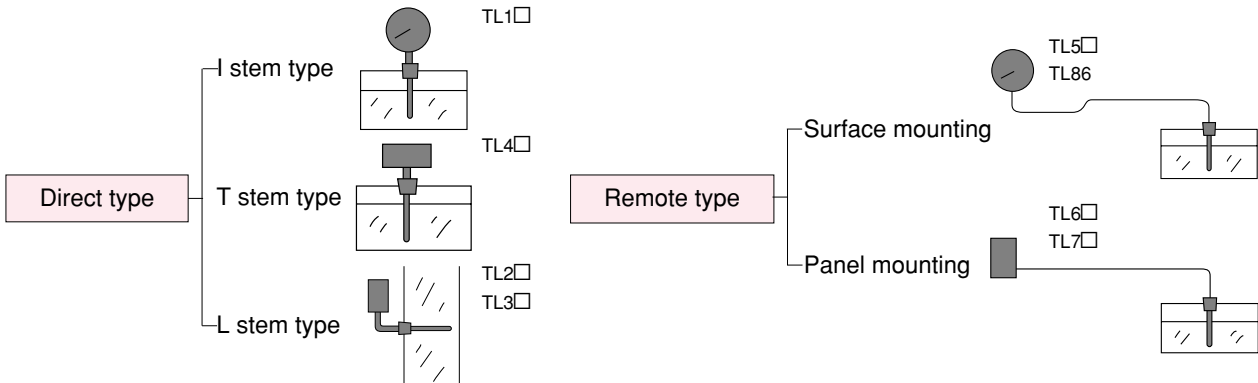 Direct type
I stem type
TL1□
T stem type
TL4□
L stem type
TL2□
TL3□
Remote type
Surface mounting
TL5□
TL86
Panel mounting
TL6□
TL7□